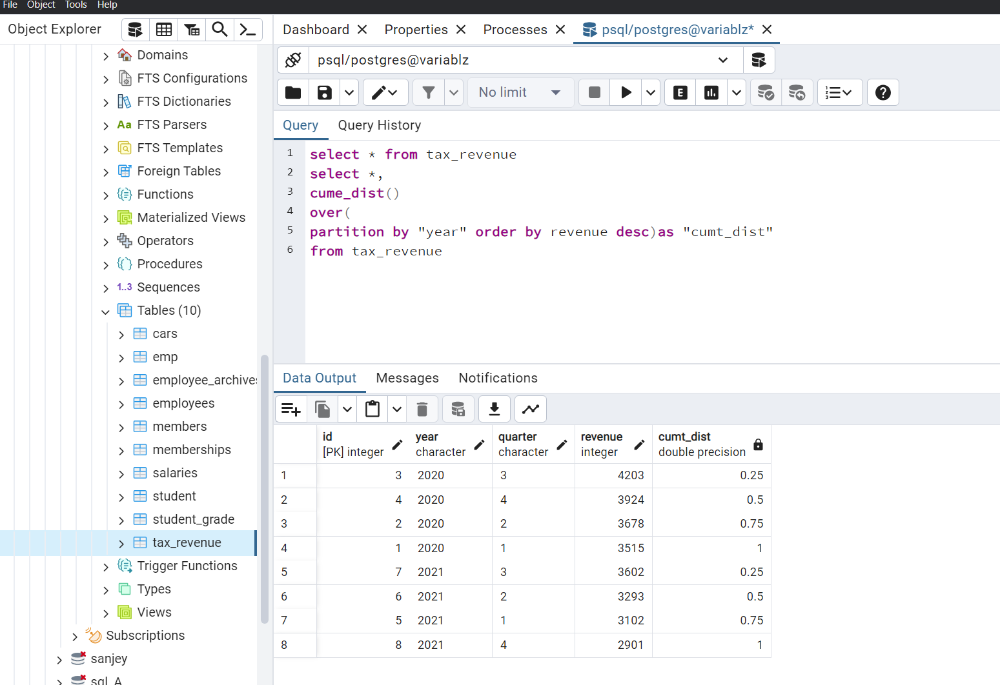 File Object Tools Help
Object Explorer
Dashboard Properties Processes psql/postgres@variablz*
Domains
FTS Configurations
FTS Dictionaries
Aa FTS Parsers
FTS Templates
Foreign Tables
Functions
Materialized Views
Operators
Procedures
1..3 Sequences
Tables (10)
cars
emp
employee_archives
employees
members
memberships
salaries
student
student_grade
tax_revenue
Trigger Functions
Types
Views
Subscriptions
sanjey
sql_A
psql/postgres@variablz
No limit
E
Query Query History
1 select * from tax_revenue
2 select *,
3 cume_dist()
4 over(
5 partition by "year" order by revenue desc)as "cumt_dist"
6 from tax_revenue
Data Output Messages Notifications
id year quarter revenue cumt_dist
[PK] integer character character integer double precision
1 3 2020 3 4203 0.25
2 4 2020 4 3924 0.5
3 2 2020 2 3678 0.75
4 1 2020 1 3515 1
5 7 2021 3 3602 0.25
6 6 2021 2 3293 0.5
7 5 2021 1 3102 0.75
8 8 2021 4 2901 1